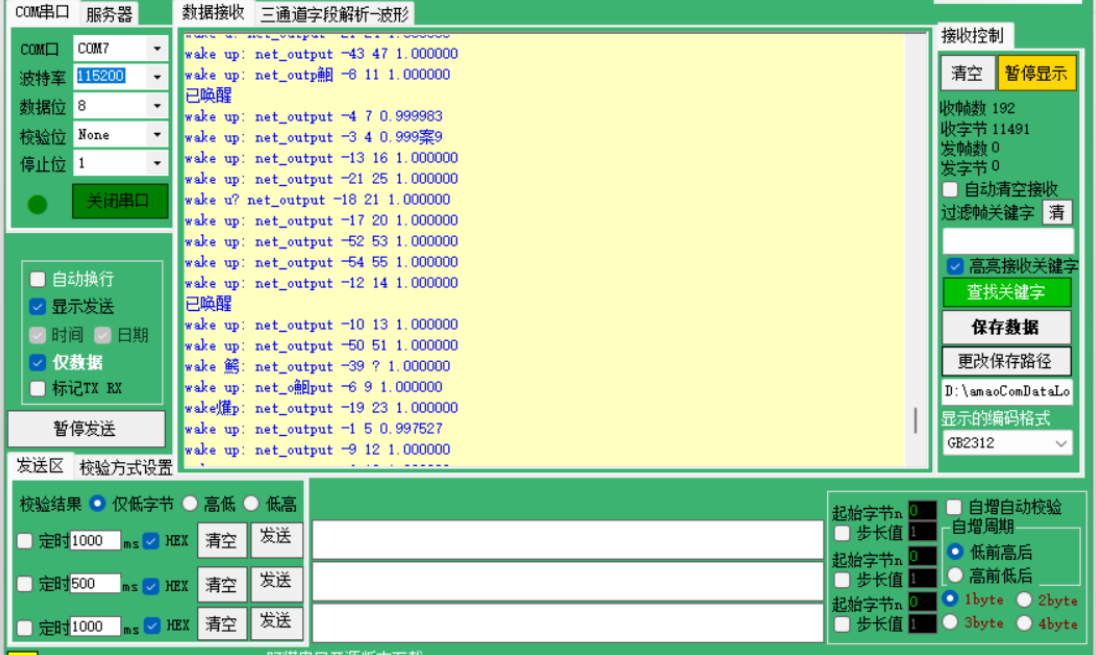 COM串口 服务器
COM口 COM7
波特率 115200
数据位 8
校验位 None
停止位 1
关闭串口
自动换行
显示发送
时间 日期
仅数据
标记TX RX
暂停发送
数据接收 三通道字段解析-波形
wake up: net_output -43 47 1.000000
wake up: net_outp鮰 -8 11 1.000000
已唤醒
wake up: net_output -4 7 0.999983
wake up: net_output -3 4 0.999案9
wake up: net_output -13 16 1.000000
wake up: net_output -21 25 1.000000
wake u? net_output -18 21 1.000000
wake up: net_output -17 20 1.000000
wake up: net_output -52 53 1.000000
wake up: net_output -54 55 1.000000
wake up: net_output -12 14 1.000000
已唤醒
wake up: net_output -10 13 1.000000
wake up: net_output -50 51 1.000000
wake : net_output -39 ? 1.000000
wake up: net_o鮰put -6 9 1.000000
wake p: net_output -19 23 1.000000
wake up: net_output -1 5 0.997527
wake up: net_output -9 12 1.000000
接收控制
清空 暂停显示
收帧数 192
收字节 11491
发帧数 0
发字节 0
自动清空接收
过滤帧关键字 清
高亮接收关键字
查找关键字
保存数据
更改保存路径
D:\amaoComDataLo
显示的编码格式
GB2312
发送区 校验方式设置
校验结果 仅低字节 高低 低高
定时 1000 ms HEX 清空 发送
定时 500 ms HEX 清空 发送
定时 1000 ms HEX 清空 发送
起始字节n 0
步长值 1
起始字节n 0
步长值 1
起始字节n 0
步长值 1
自增自动校验
自增周期
低前高后
高前低后
1byte 2byte
3byte 4byte